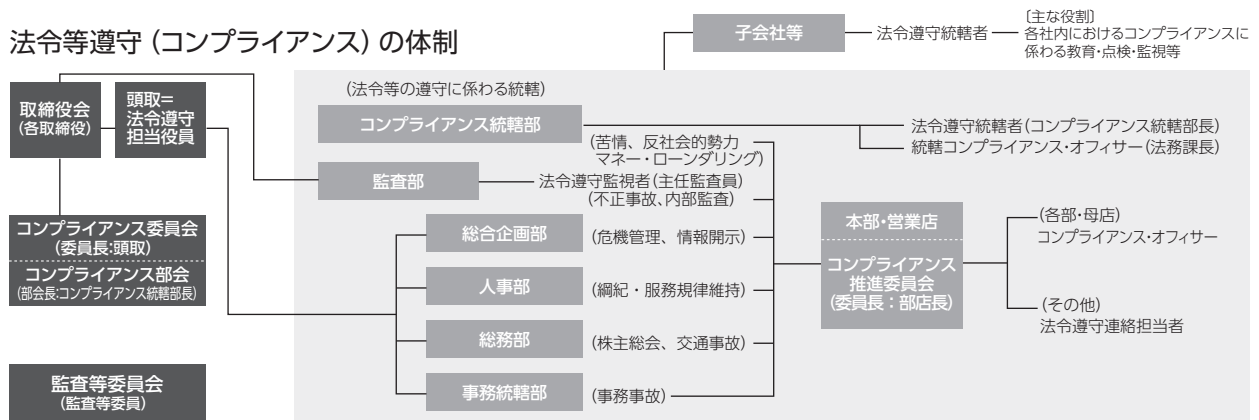 法令等遵守(コンプライアンス)の体制
子会社等
法令遵守統轄者
〔主な役割〕
各社内におけるコンプライアンスに
係わる教育・点検・監視等
取締役会
(各取締役)
頭取=
法令遵守
担当役員
(法令等の遵守に係わる統轄)
コンプライアンス統轄部
(苦情、反社会的勢力
マネー・ローンダリング)
法令遵守統轄者(コンプライアンス統轄部長)
統轄コンプライアンス・オフィサー(法務課長)
監査部
法令遵守監視者(主任監査員)
(不正事故、内部監査)
コンプライアンス委員会
(委員長:頭取)
コンプライアンス部会
(部会長:コンプライアンス統轄部長)
総合企画部
(危機管理、情報開示)
人事部
(綱紀・服務規律維持)
総務部
(株主総会、交通事故)
事務統轄部
(事務事故)
本部・営業店
コンプライアンス
推進委員会
(委員長:部店長)
(各部・母店)
コンプライアンス・オフィサー
(その他)
法令遵守連絡担当者
監査等委員会
(監査等委員)